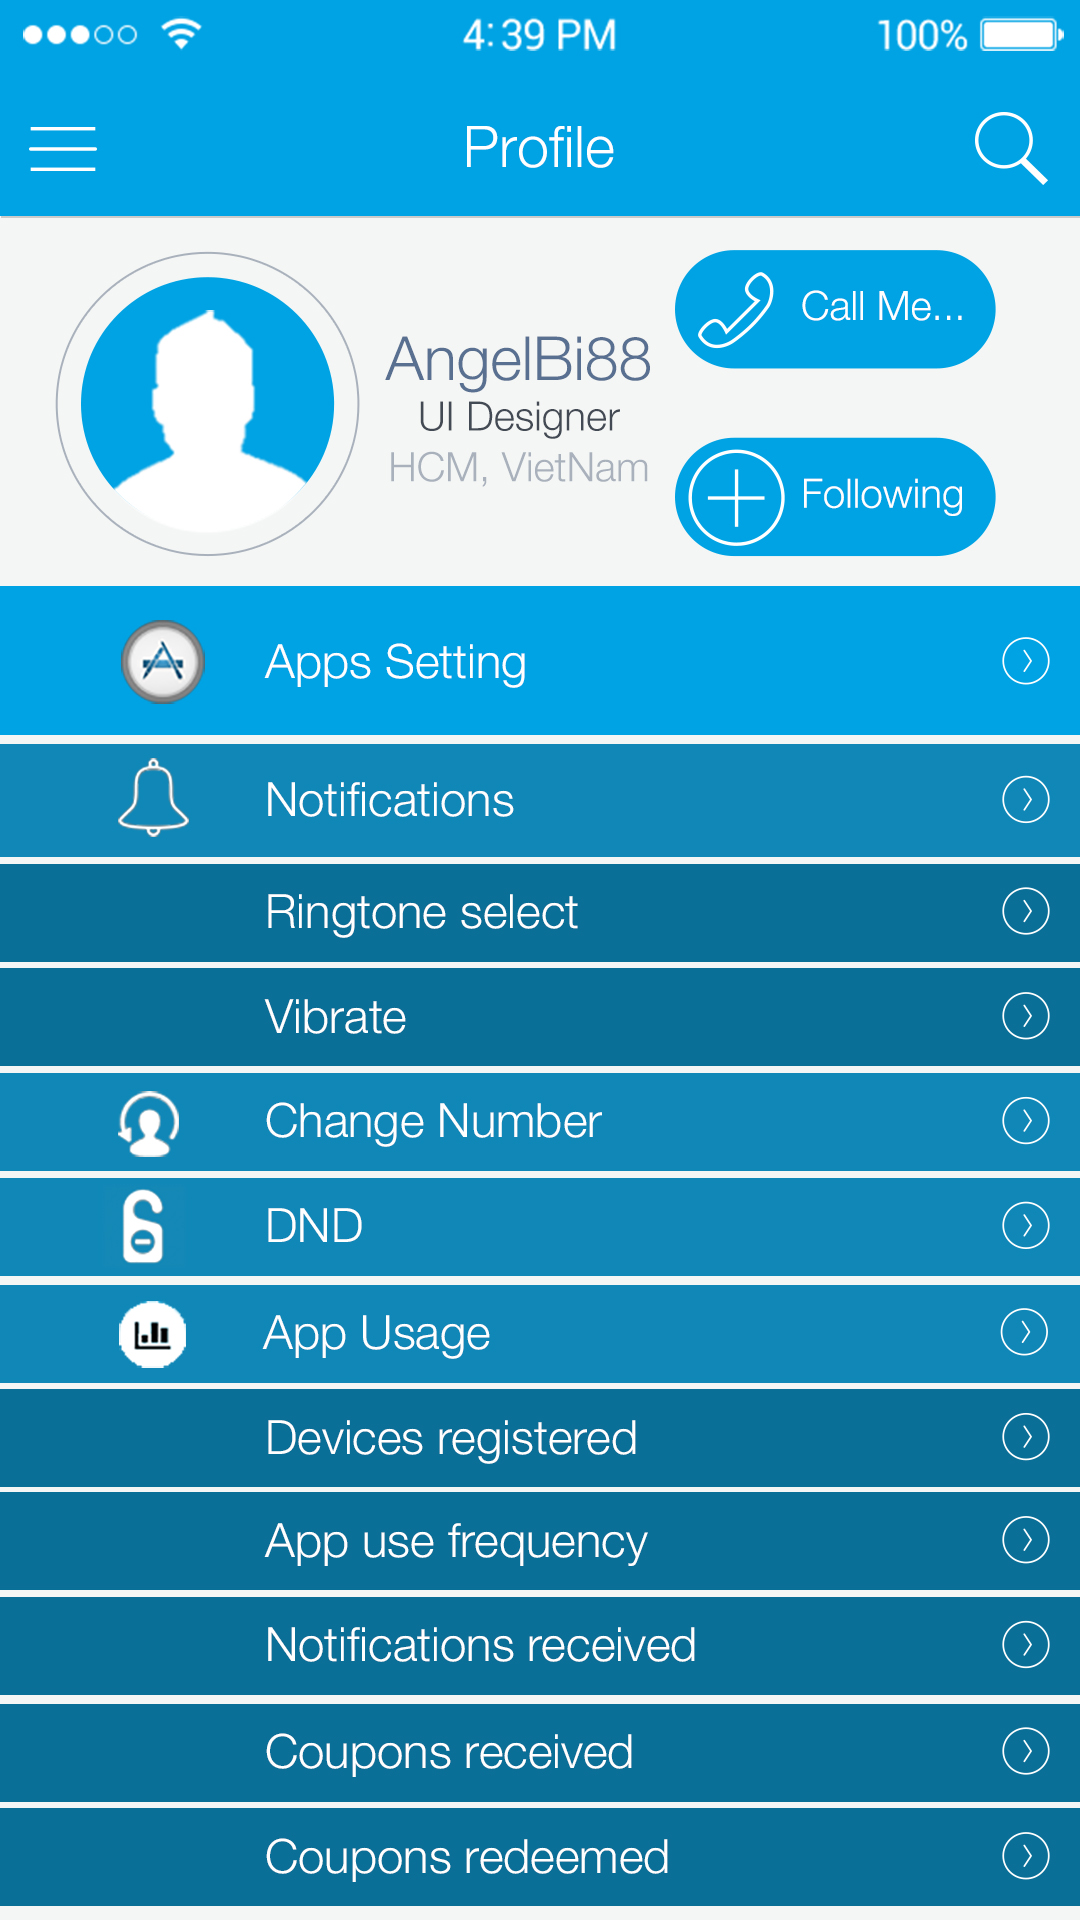 4:39 PM
100%
Profile
Call Me...
AngelBi88
UI Designer
HCM, VietNam
Following
Apps Setting
Notifications
Ringtone select
Vibrate
Change Number
DND
App Usage
Devices registered
App use frequency
Notifications received
Coupons received
Coupons redeemed